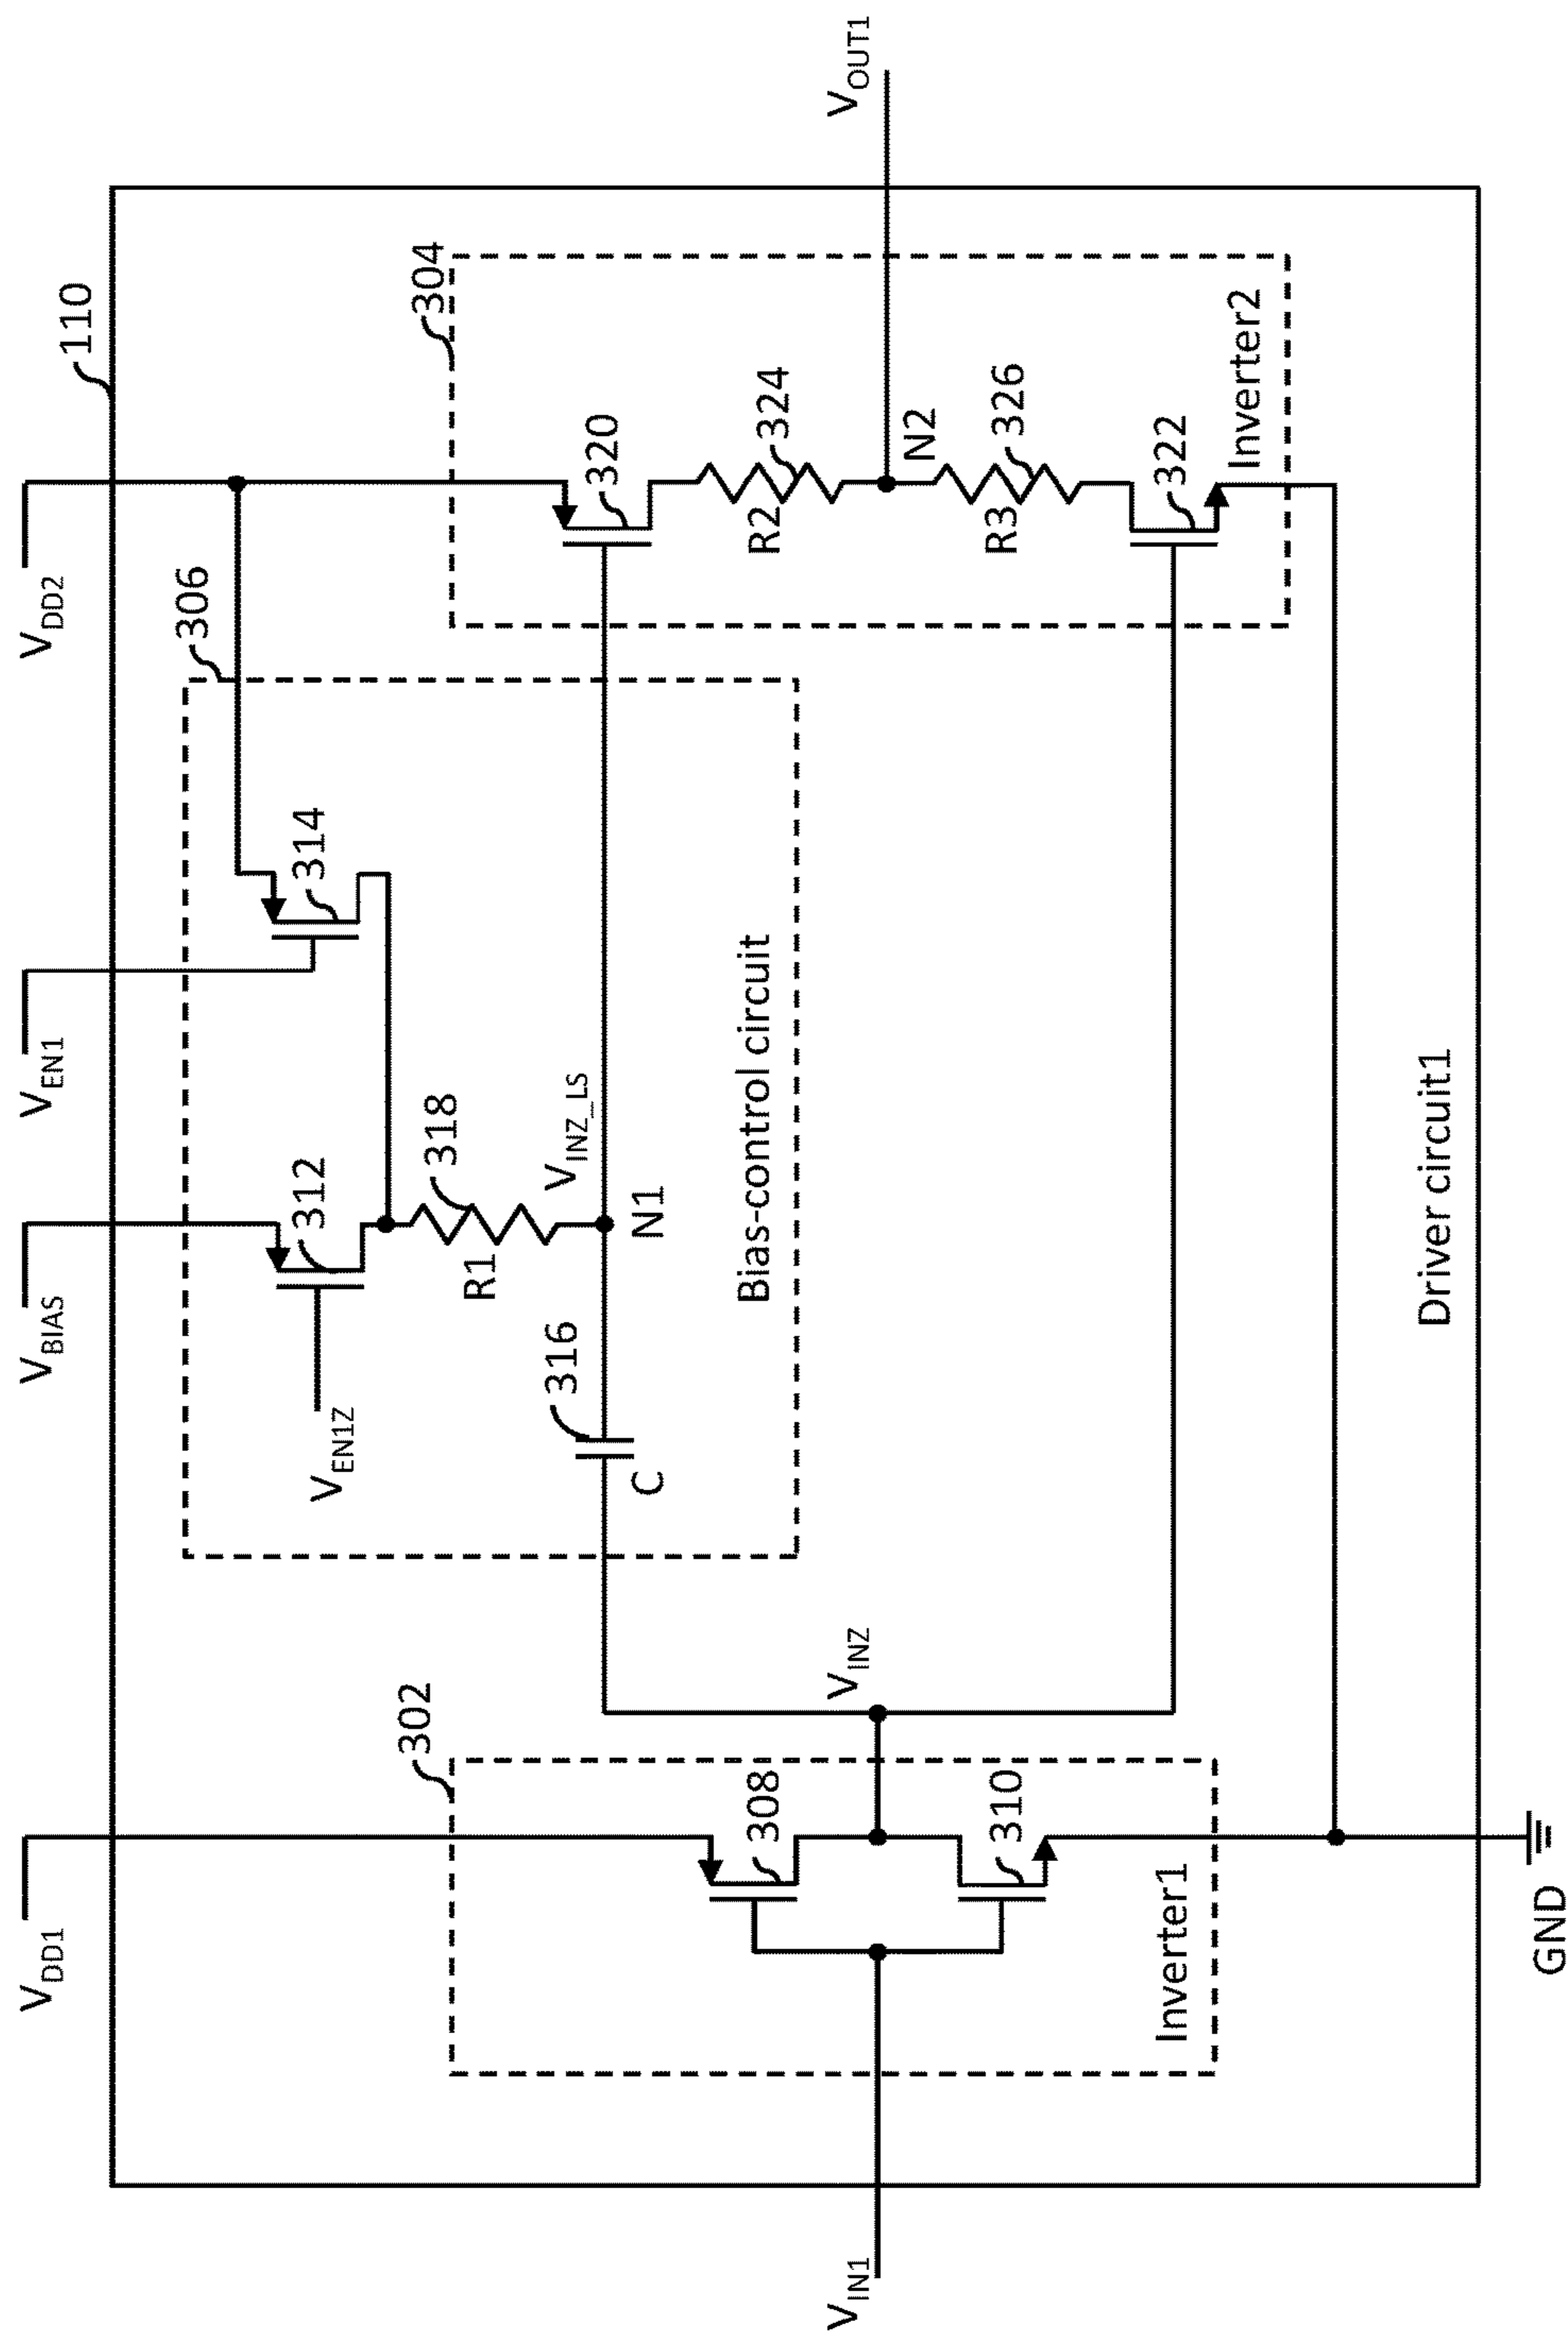 110
V_DD1
V_BIAS
V_EN1
V_DD2
306
304
302
312
314
V_EN1Z
318
R1
316
C
V_INZ_LS
N1
Bias-control circuit
320
R2
324
N2
V_OUT1
R3
326
322
Inverter2
V_IN1
308
310
V_INZ
Inverter1
Driver circuit1
GND